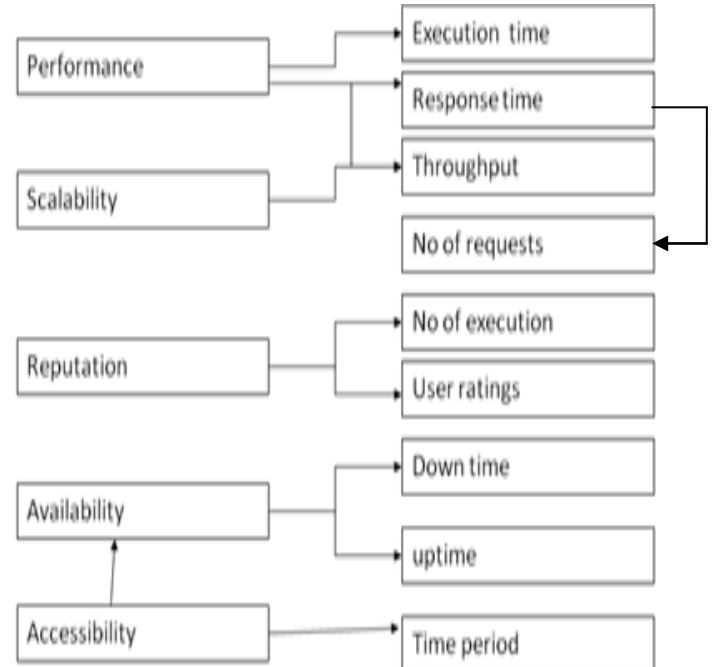 Execution time
Performance
Response time
Throughput
Scalability
No of requests
No of execution
Reputation
User ratings
Down time
Availability
uptime
Accessibility
Time period